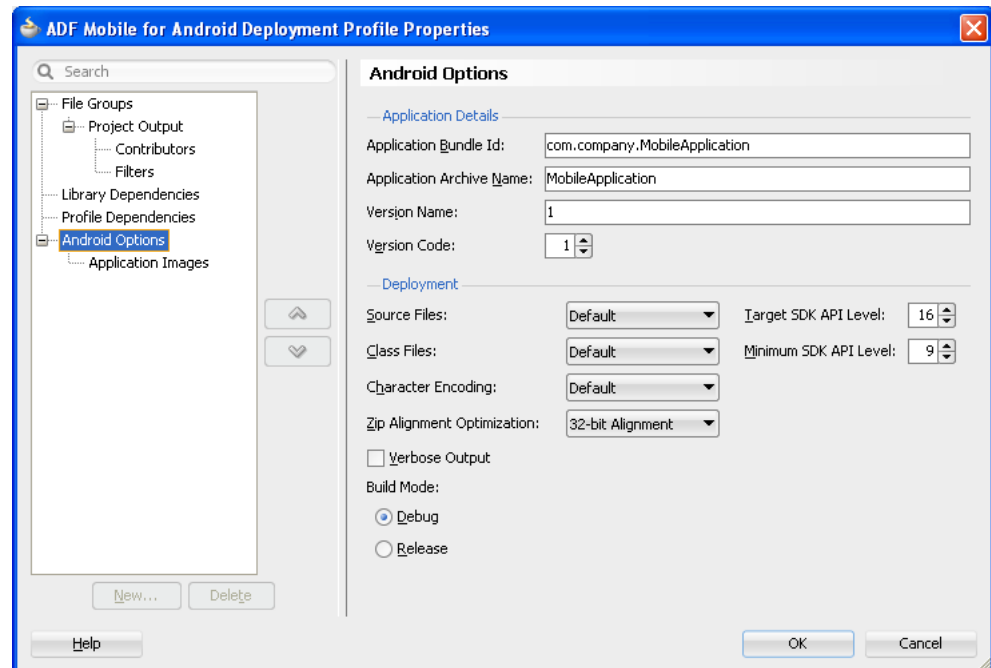 ADF Mobile for Android Deployment Profile Properties
Search
File Groups
Project Output
Contributors
Filters
Library Dependencies
Profile Dependencies
Android Options
Application Images
New...
Delete
Android Options
Application Details
Application Bundle Id: com.company.MobileApplication
Application Archive Name: MobileApplication
Version Name: 1
Version Code: 1
Deployment
Source Files: Default Target SDK API Level: 16
Class Files: Default Minimum SDK API Level: 9
Character Encoding: Default
Zip Alignment Optimization: 32-bit Alignment
Verbose Output
Build Mode:
Debug
Release
Help OK Cancel